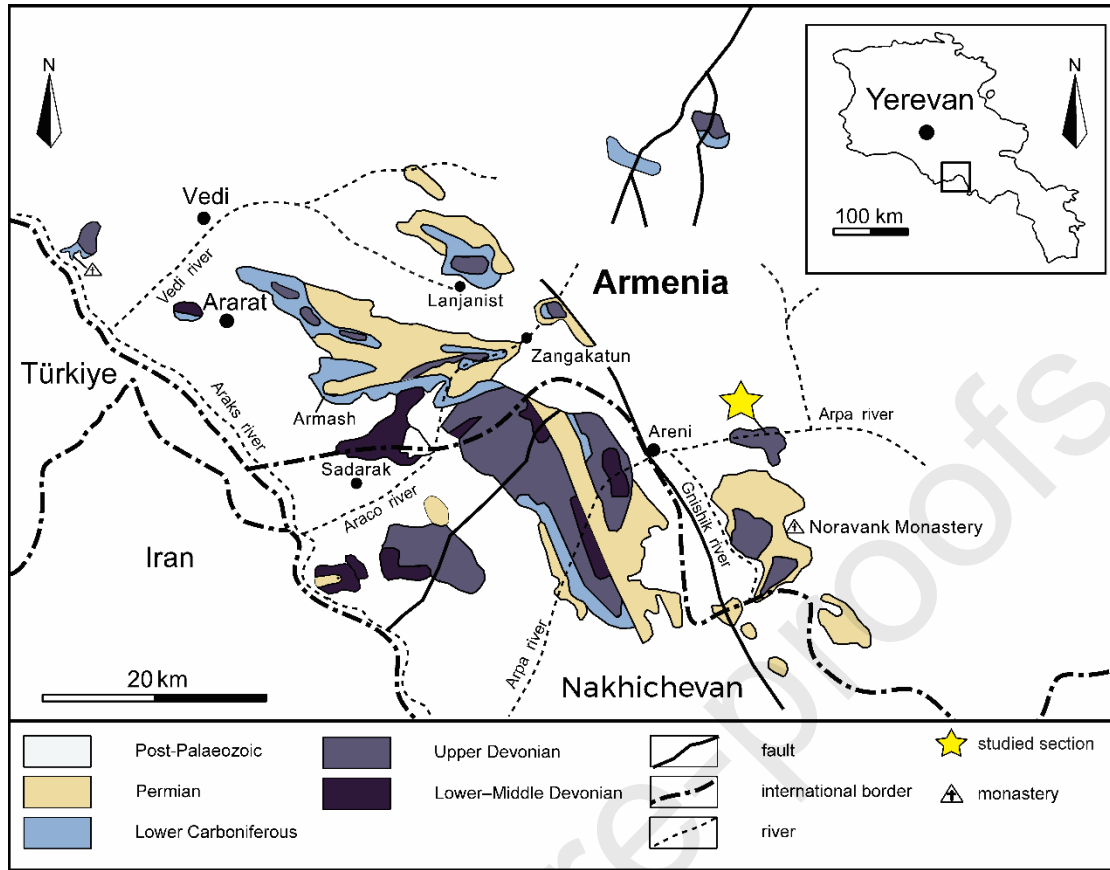 N
Yerevan
N
100 km
Vedi
Vedi river
Ararat
Lanjanist
Armenia
Zangakatun
Türkiye
Araks river
Armash
Sadarak
Areni
Arpa river
Gnishik river
Noravank Monastery
Araco river
Iran
Arpa river
Nakhichevan
20 km
Post-Palaeozoic
Permian
Lower Carboniferous
Upper Devonian
Lower–Middle Devonian
fault
international border
river
studied section
monastery
re-proofs